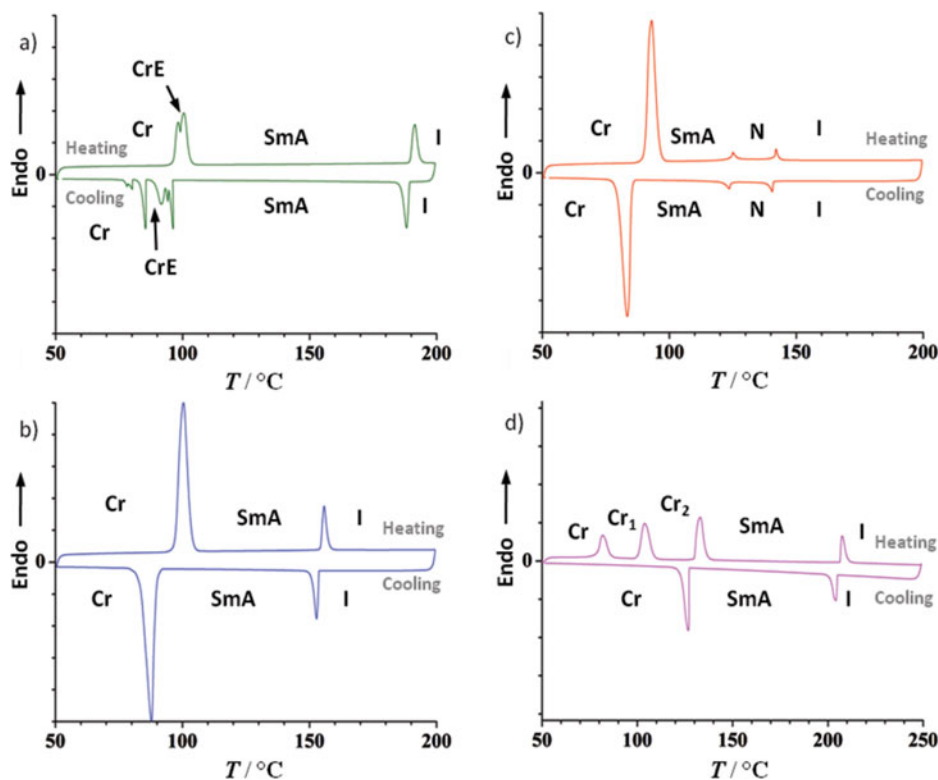 a)
CrE
Cr SmA I
Heating
Endo
0
Cooling
SmA I
Cr
CrE
50 100 150 200
T / °C
c)
Cr SmA N I
Heating
Endo
0
Cr SmA N I
Cooling
50 100 150 200
T / °C
b)
Cr SmA I
Heating
Endo
0
Cooling
Cr SmA I
50 100 150 200
T / °C
d)
Cr Cr₁ Cr₂ SmA I
Heating
Endo
0
Cr SmA I
Cooling
50 100 150 200 250
T / °C